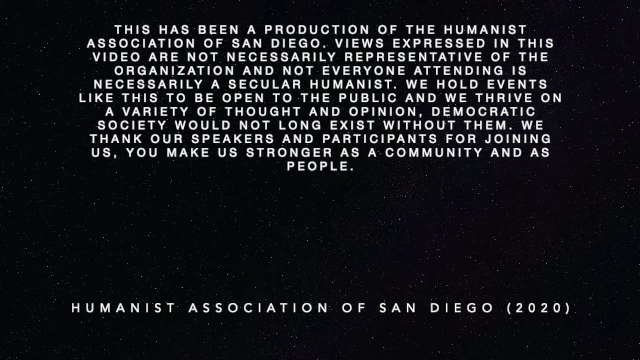 THIS HAS BEEN A PRODUCTION OF THE HUMANIST
ASSOCIATION OF SAN DIEGO. VIEWS EXPRESSED IN THIS
VIDEO ARE NOT NECESSARILY REPRESENTATIVE OF THE
ORGANIZATION AND NOT EVERYONE ATTENDING IS
NECESSARILY A SECULAR HUMANIST. WE HOLD EVENTS
LIKE THIS TO BE OPEN TO THE PUBLIC AND WE THRIVE ON
A VARIETY OF THOUGHT AND OPINION, DEMOCRATIC
SOCIETY WOULD NOT LONG EXIST WITHOUT THEM. WE
THANK OUR SPEAKERS AND PARTICIPANTS FOR JOINING
US, YOU MAKE US STRONGER AS A COMMUNITY AND AS
PEOPLE.
HUMANIST ASSOCIATION OF SAN DIEGO (2020)